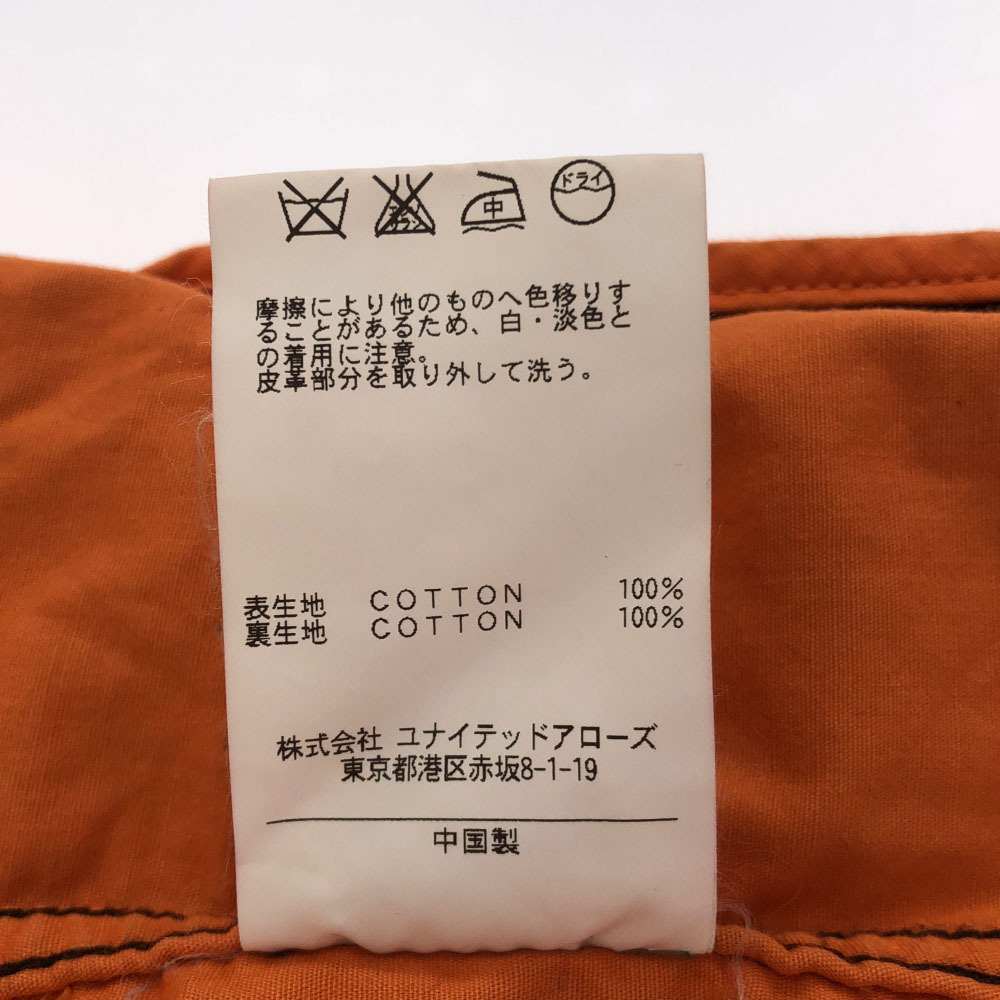 中 ドライ
摩擦により他のものへ色移りす
ることがあるため、白・淡色と
の着用に注意。
皮革部分を取り外して洗う。
表生地 COTTON 100%
裏生地 COTTON 100%
株式会社 ユナイテッドアローズ
東京都港区赤坂8-1-19
中国製